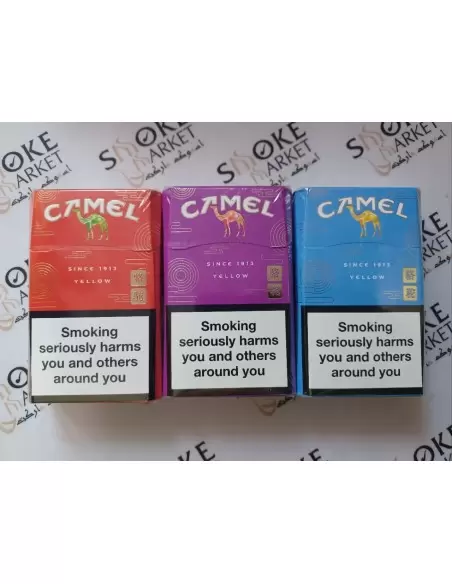 SMOKE
MARKET
CAMEL
SINCE 1913
YELLOW
Smoking
seriously harms
you and others
around you
CAMEL
SINCE 1913
YELLOW
Smoking
seriously harms
you and others
around you
CAMEL
SINCE 1913
YELLOW
Smoking
seriously harms
you and others
around you